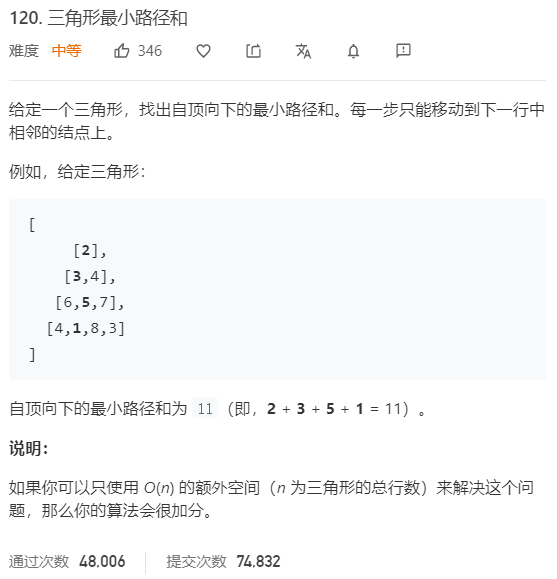 120. 三角形最小路径和
难度 中等 346
给定一个三角形，找出自顶向下的最小路径和。每一步只能移动到下一行中
相邻的结点上。
例如，给定三角形：
[
[2],
[3,4],
[6,5,7],
[4,1,8,3]
]
自顶向下的最小路径和为 11（即，2 + 3 + 5 + 1 = 11）。
说明：
如果你可以只使用 O(n) 的额外空间（n 为三角形的总行数）来解决这个问
题，那么你的算法会很加分。
通过次数 48,006 提交次数 74,832